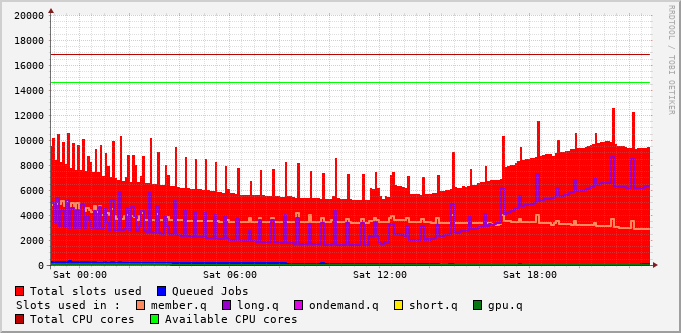 20000
18000
16000
14000
12000
10000
8000
6000
4000
2000
0
Sat 00:00 Sat 06:00 Sat 12:00 Sat 18:00
RRDTOOL / TOBI OETIKER
Total slots used Queued Jobs
Slots used in : member.q long.q ondemand.q short.q gpu.q
Total CPU cores Available CPU cores